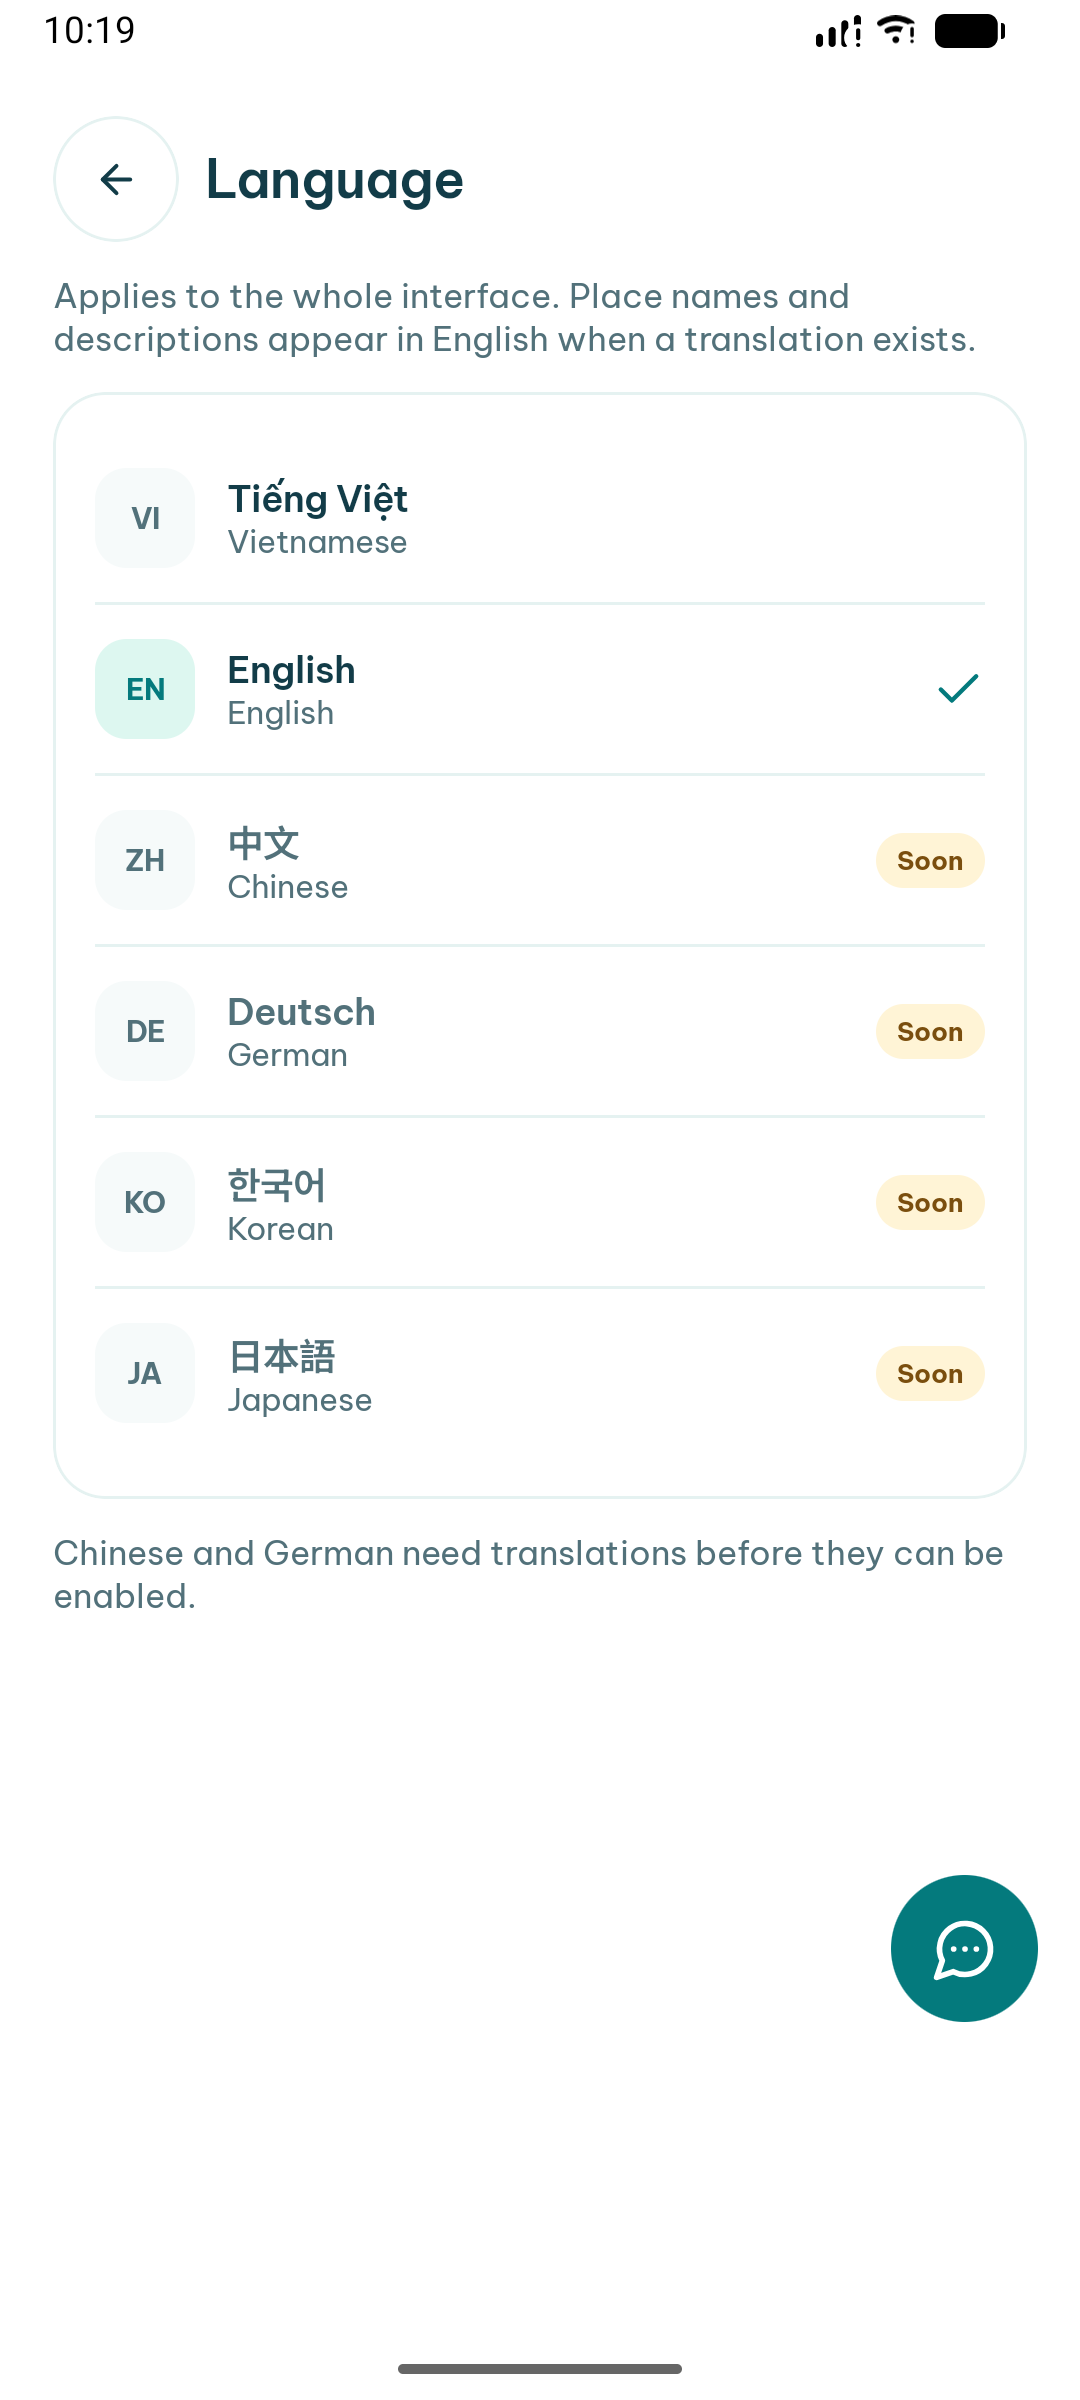 10:19
Language
Applies to the whole interface. Place names and
descriptions appear in English when a translation exists.
VI
Tiếng Việt
Vietnamese
EN
English
English
ZH
中文
Chinese
Soon
DE
Deutsch
German
Soon
KO
한국어
Korean
Soon
JA
日本語
Japanese
Soon
Chinese and German need translations before they can be
enabled.